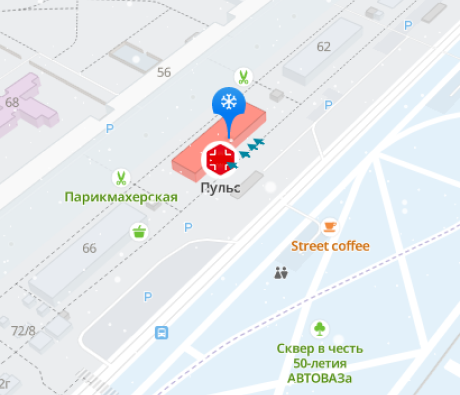 62
56
68
P
P
P
Пульс
Парикмахерская
P
66
Street coffee
P
72/8
Сквер в честь
50-летия
АВТОВАЗа
2г